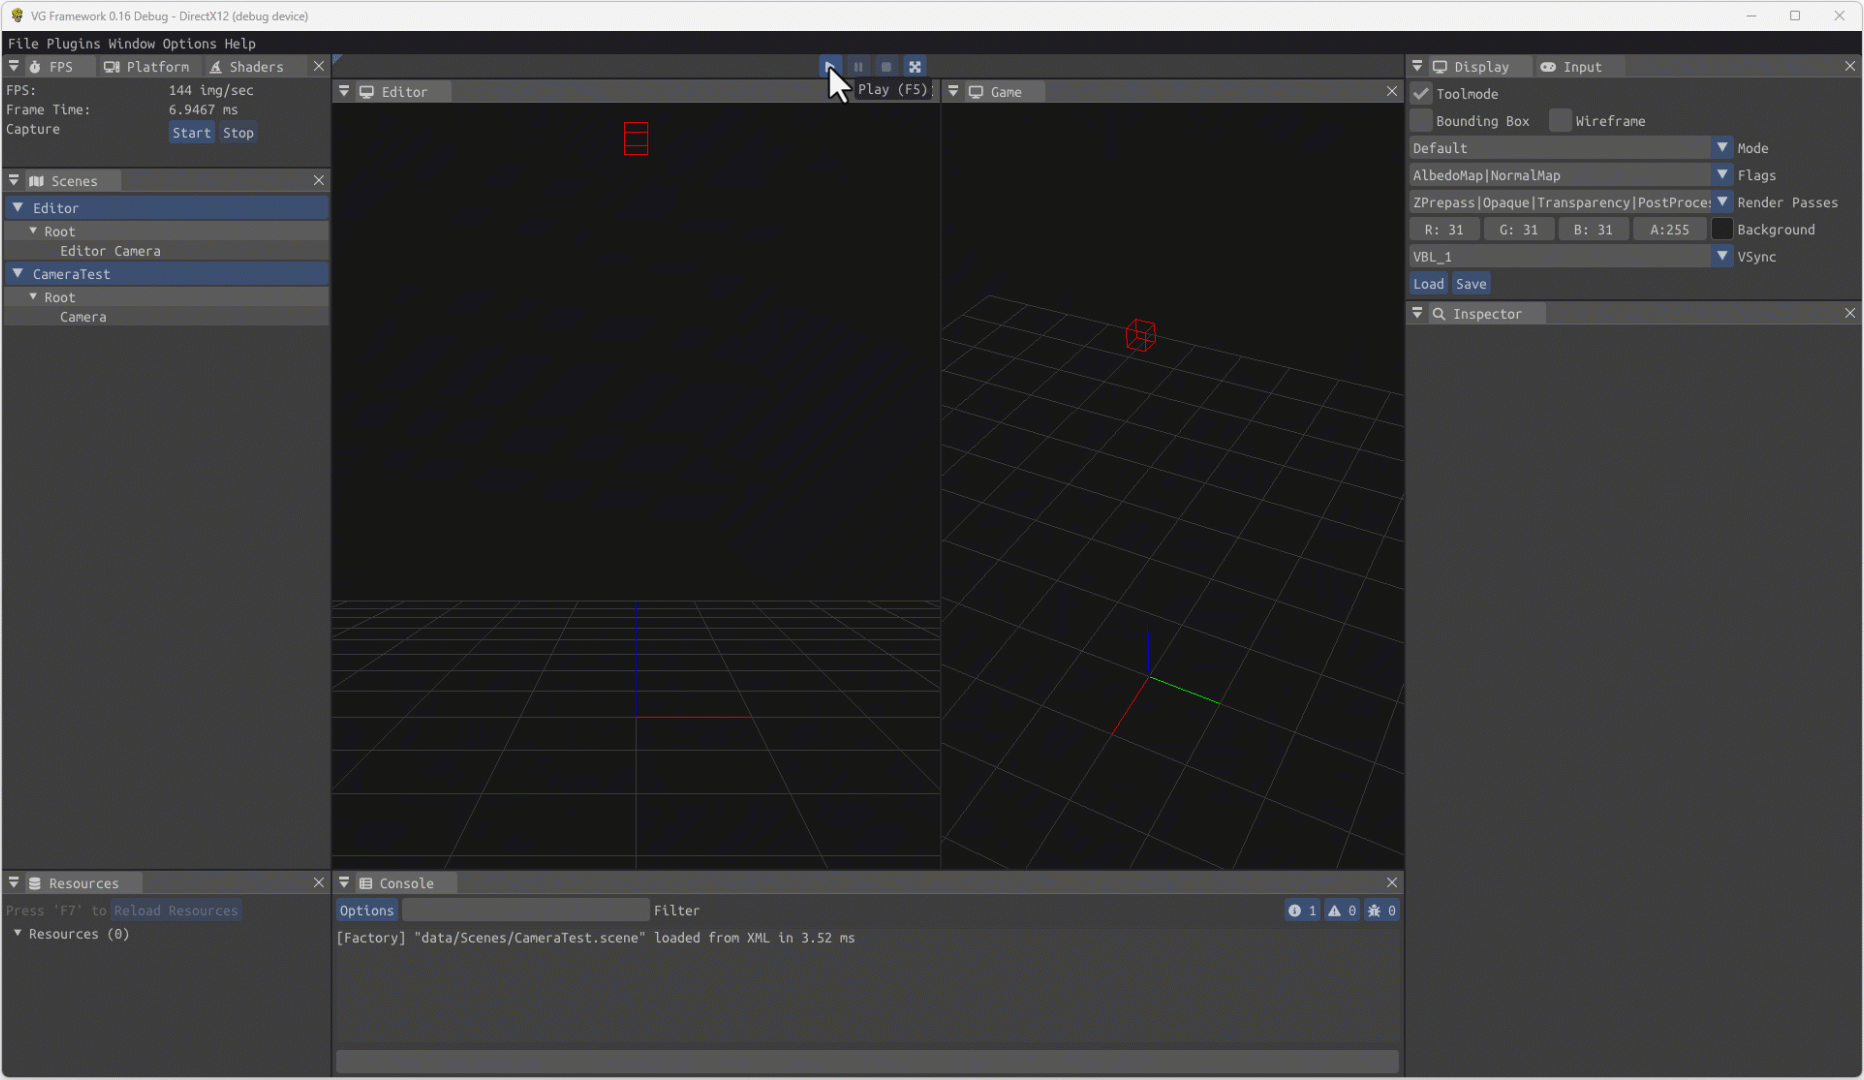 VG Framework 0.16 Debug - DirectX12 (debug device)
File Plugins Window Options Help
FPS Platform Shaders
FPS: 144 img/sec
Frame Time: 6.9467 ms
Capture Start Stop
Scenes
Editor
Root
Editor Camera
CameraTest
Root
Camera
Resources
Press 'F7' to Reload Resources
Resources (0)
Play (F5)
Editor
Game
Console
Options Filter 1 0 0
[Factory] "data/Scenes/CameraTest.scene" loaded from XML in 3.52 ms
Display Input
Toolmode
Bounding Box Wireframe
Default Mode
AlbedoMap|NormalMap Flags
ZPrepass|Opaque|Transparency|PostProces Render Passes
R: 31 G: 31 B: 31 A:255 Background
VBL_1 VSync
Load Save
Inspector